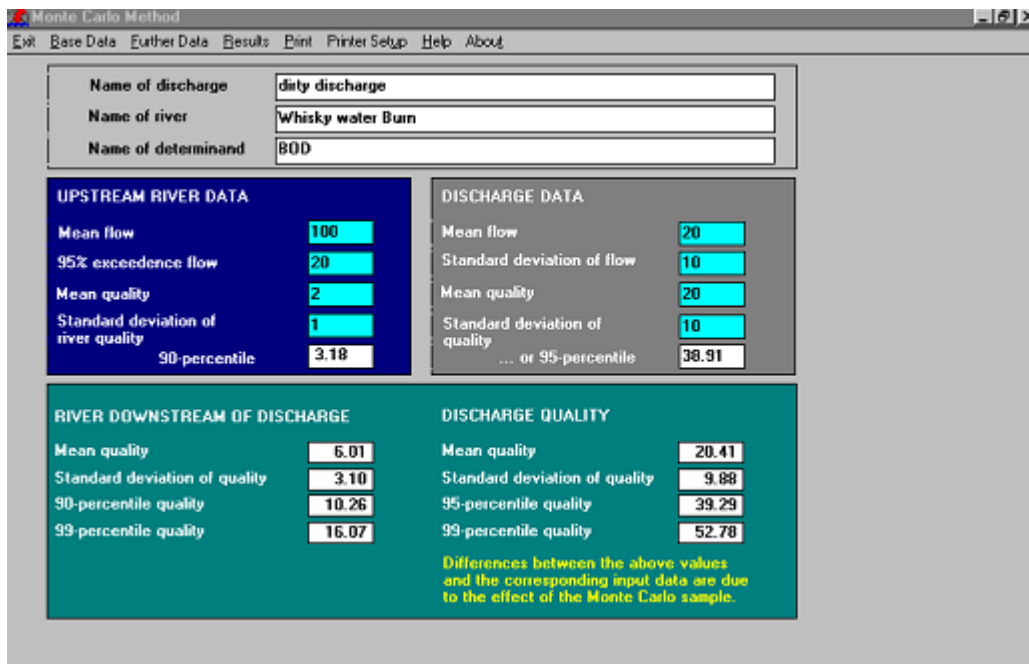 Monte Carlo Method
Exit Base Data Further Data Results Print Printer Setup Help About
Name of discharge dirty discharge
Name of river Whisky water Burn
Name of determinand BOD
UPSTREAM RIVER DATA
Mean flow 100
95% exceedence flow 20
Mean quality 2
Standard deviation of
river quality 1
90-percentile 3.18
DISCHARGE DATA
Mean flow 20
Standard deviation of flow 10
Mean quality 20
Standard deviation of
quality 10
... or 95-percentile 38.91
RIVER DOWNSTREAM OF DISCHARGE
Mean quality 6.01
Standard deviation of quality 3.10
90-percentile quality 10.26
99-percentile quality 16.07
DISCHARGE QUALITY
Mean quality 20.41
Standard deviation of quality 9.88
95-percentile quality 39.29
99-percentile quality 52.78
Differences between the above values
and the corresponding input data are due
to the effect of the Monte Carlo sample.